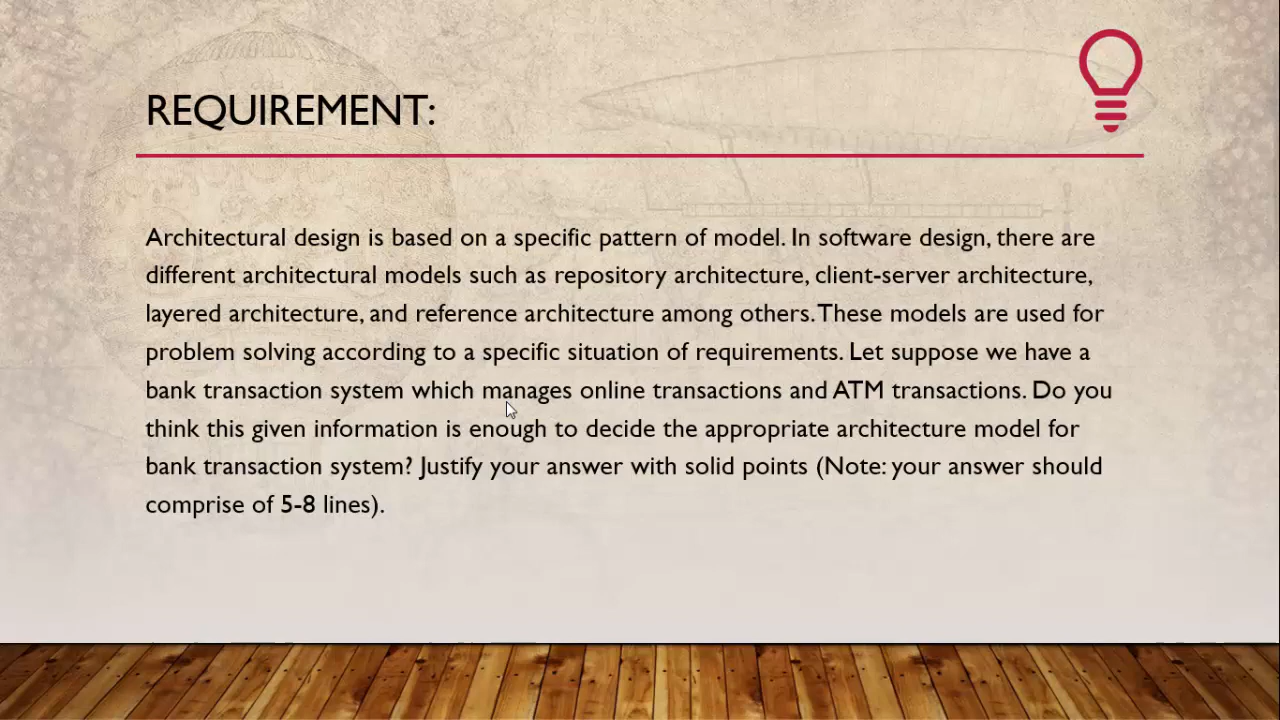 REQUIREMENT:
Architectural design is based on a specific pattern of model. In software design, there are
different architectural models such as repository architecture, client-server architecture,
layered architecture, and reference architecture among others. These models are used for
problem solving according to a specific situation of requirements. Let suppose we have a
bank transaction system which manages online transactions and ATM transactions. Do you
think this given information is enough to decide the appropriate architecture model for
bank transaction system? Justify your answer with solid points (Note: your answer should
comprise of 5-8 lines).